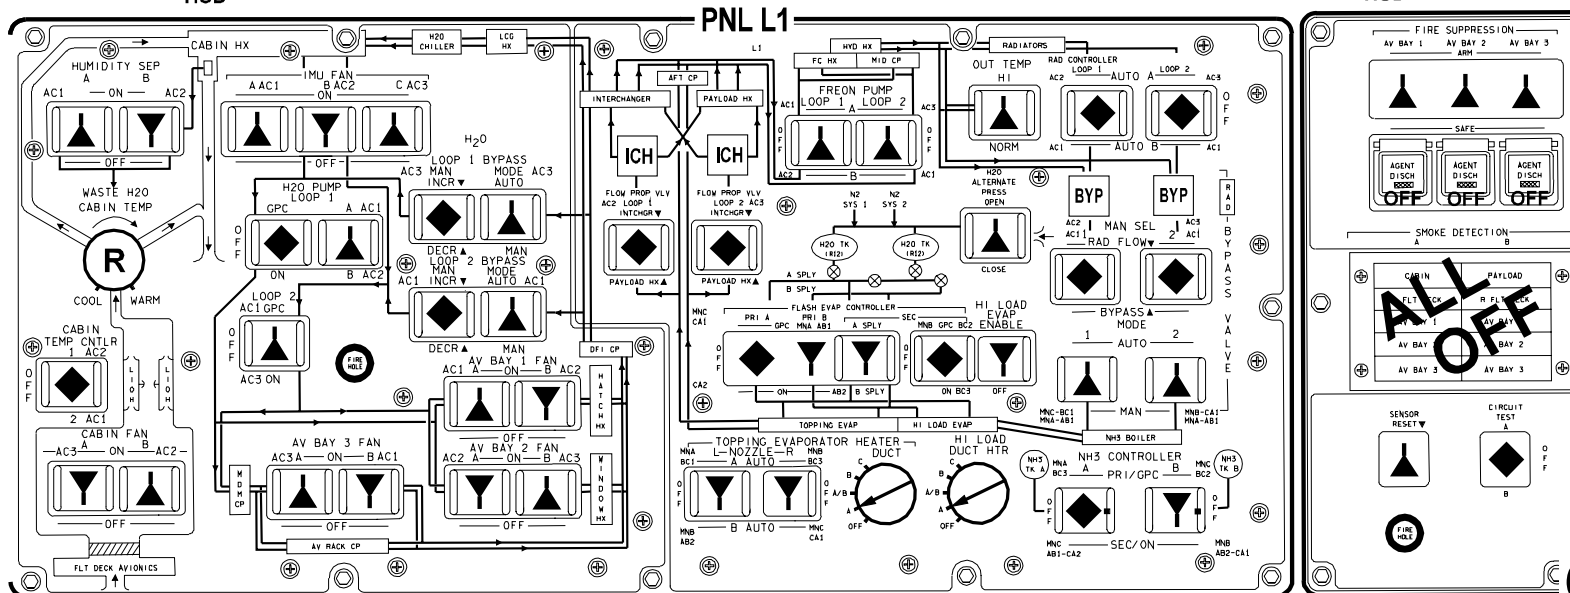 PNL L1
CABIN HX
H2O CHILLER
LCG HX
HUMIDITY SEP
A B
AC1 ON AC2
OFF
WASTE H2O
CABIN TEMP
R
COOL WARM
CABIN TEMP CNTLR
1 AC2
OFF
2 AC1
LIOH
LIOH
CABIN FAN
A B
AC3 ON AC2
OFF
FLT DECK AVIONICS
IMU FAN
A AC1 B AC2 C AC3
ON
OFF
H2O PUMP
LOOP 1
GPC A AC1
OFF
ON B AC2
LOOP 2
AC1 GPC
OFF
AC3 ON
FIRE HOLE
H2O
LOOP 1 BYPASS
AC3 MAN MODE AC3
INCR▼ AUTO
DECR▲ MAN
LOOP 2 BYPASS
MAN MODE
AC1 INCR▼ AUTO AC1
DECR▲ MAN
AV BAY 1 FAN
AC1 A ON B AC2
OFF
AV BAY 2 FAN
AC2 A ON B AC3
OFF
AV BAY 3 FAN
AC3 A ON B AC1
OFF
MDM CP
AV RACK CP
HATCH HX
WINDOW HX
DFI CP
L1
INTERCHANGER
AFT CP
PAYLOAD HX
ICH
ICH
FLOW PROP VLV
AC2 LOOP 1
INTCHGR▼
PAYLOAD HX▲
FLOW PROP VLV
LOOP 2 AC3
INTCHGR▼
PAYLOAD HX▲
HYD HX
FC HX
MID CP
RADIATORS
FREON PUMP
LOOP 1 LOOP 2
AC1 A AC3
OFF OFF
AC2 B AC1
OUT TEMP
HI
NORM
RAD CONTROLLER
LOOP 1 LOOP 2
AC2 AUTO A AC3
OFF
AC1 AUTO B AC1
N2 SYS 1
N2 SYS 2
H2O TK (R12)
H2O TK (R12)
H2O ALTERNATE PRESS
OPEN
CLOSE
BYP
BYP
AC2 AC3
AC1 MAN SEL AC1
1 RAD FLOW▼ 2
BYPASS▲
MODE
1 AUTO 2
MNC-BC1 MNB-CA1
MNA-AB1 MAN MNA-AB1
RAD BYPASS VALVE
A SPLY
B SPLY
MNC CA1
CA2
FLASH EVAP CONTROLLER
PRI A PRI B SEC
GPC MNA AB1 A SPLY MNB GPC BC2
OFF
ON AB2 B SPLY ON BC3
HI LOAD EVAP
ENABLE
OFF
TOPPING EVAP
HI LOAD EVAP
NH3 BOILER
TOPPING EVAPORATOR HEATER
L-NOZZLE-R DUCT
MNA BC1 A AUTO MNB BC3
OFF OFF
MNB AB2 B AUTO MNC CA1
C
B
A/B
A
OFF
HI LOAD
DUCT HTR
C
B
A/B
A
OFF
NH3 TK A
NH3 TK B
NH3 CONTROLLER
MNA BC3 A B MNC BC2
PRI/GPC
OFF OFF
MNC AB1-CA2 SEC/ON MNB AB2-CA1
FIRE SUPPRESSION
AV BAY 1 AV BAY 2 AV BAY 3
ARM
SAFE
AGENT DISCH AGENT DISCH AGENT DISCH
OFF OFF OFF
SMOKE DETECTION
A B
CABIN PAYLOAD
AV BAY 1
AV BAY 2
AV BAY 3 AV BAY 3
ALL
OFF
SENSOR
RESET▼
CIRCUIT
TEST
A
OFF
B
FIRE HOLE